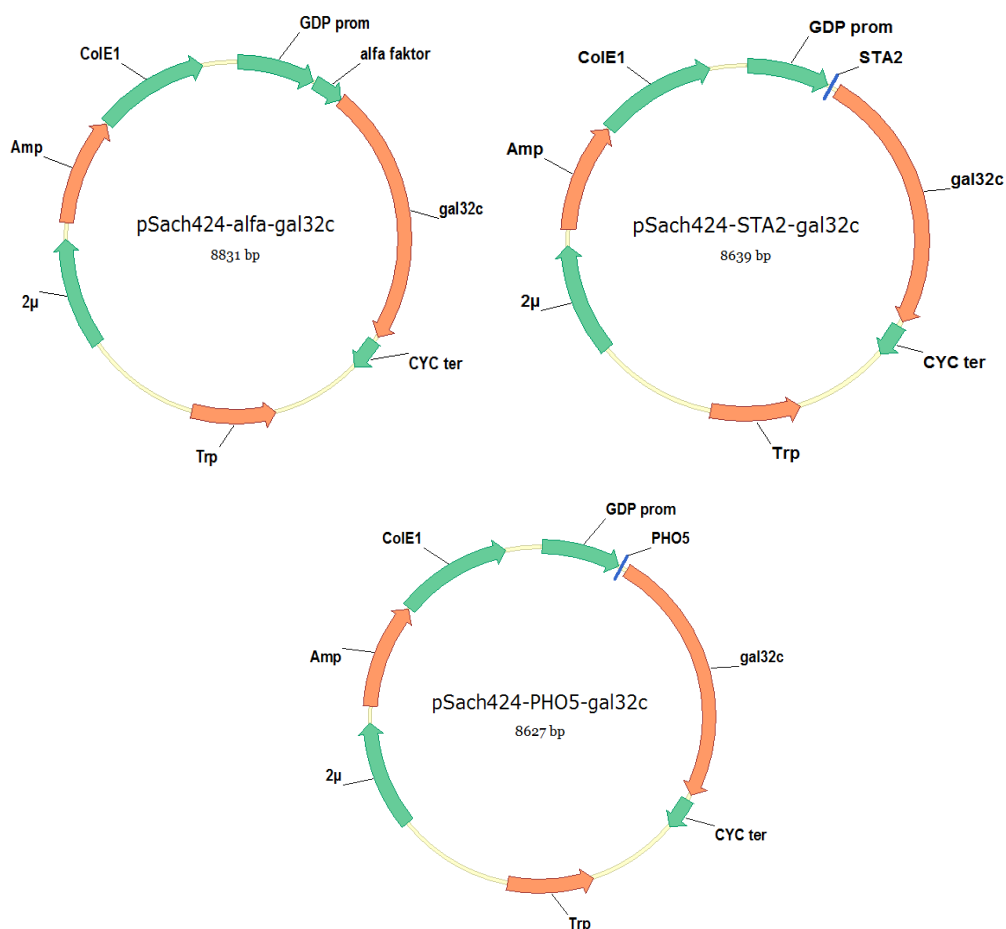 GDP prom
ColE1
alfa faktor
Amp
gal32c
pSach424-alfa-gal32c
8831 bp
2µ
CYC ter
Trp
GDP prom
ColE1
STA2
Amp
gal32c
pSach424-STA2-gal32c
8639 bp
2µ
CYC ter
Trp
GDP prom
ColE1
PHO5
Amp
gal32c
pSach424-PHO5-gal32c
8627 bp
2µ
CYC ter
Trp